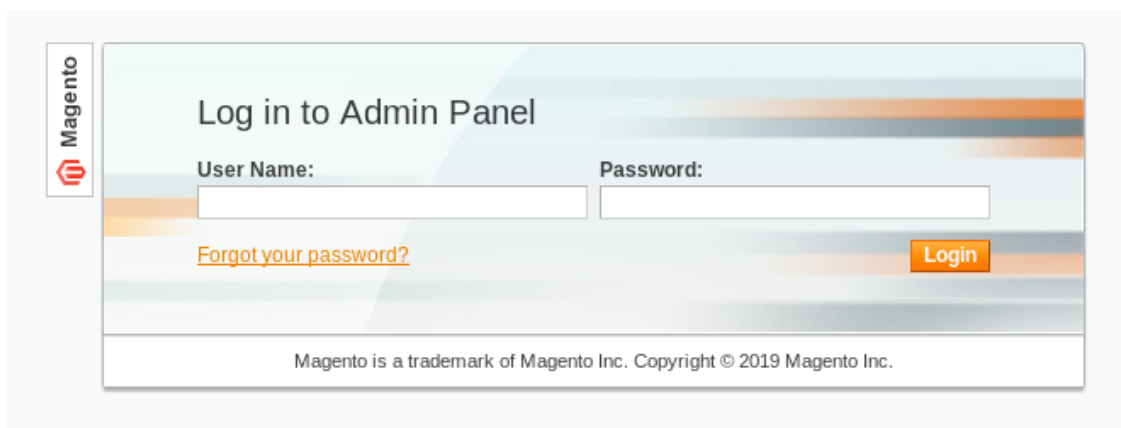 Magento
Log in to Admin Panel
User Name:
Password:
Forgot your password?
Login
Magento is a trademark of Magento Inc. Copyright © 2019 Magento Inc.